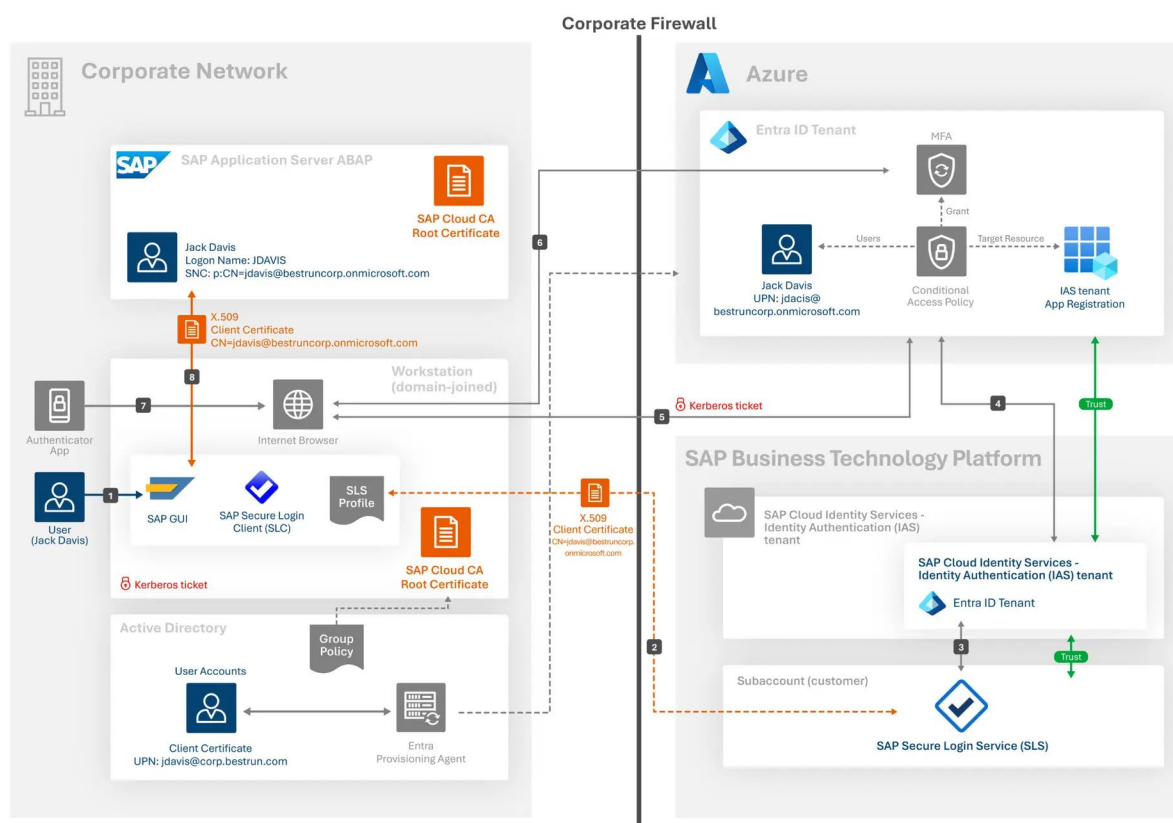 Corporate Firewall
Corporate Network
SAP
SAP Application Server ABAP
SAP Cloud CA
Root Certificate
Jack Davis
Logon Name: JDAVIS
SNC: p:CN=jdavis@bestruncorp.onmicrosoft.com
X.509
Client Certificate
CN=jdavis@bestruncorp.onmicrosoft.com
8
Workstation
(domain-joined)
Authenticator
App
7
Internet Browser
User
(Jack Davis)
1
SAP GUI
SAP Secure Login
Client (SLC)
SLS
Profile
SAP Cloud CA
Root Certificate
Kerberos ticket
Active Directory
Group
Policy
User Accounts
Client Certificate
UPN: jdavis@corp.bestrun.com
Entra
Provisioning Agent
6
5
Kerberos ticket
X.509
Client Certificate
CN=jdavis@bestruncorp.
onmicrosoft.com
2
Azure
Entra ID Tenant
MFA
Grant
Users
Target Resource
Jack Davis
UPN: jdacis@
bestruncorp.onmicrosoft.com
Conditional
Access Policy
IAS tenant
App Registration
4
Trust
SAP Business Technology Platform
SAP Cloud Identity Services -
Identity Authentication (IAS)
tenant
SAP Cloud Identity Services -
Identity Authentication (IAS) tenant
Entra ID Tenant
3
Trust
Subaccount (customer)
SAP Secure Login Service (SLS)